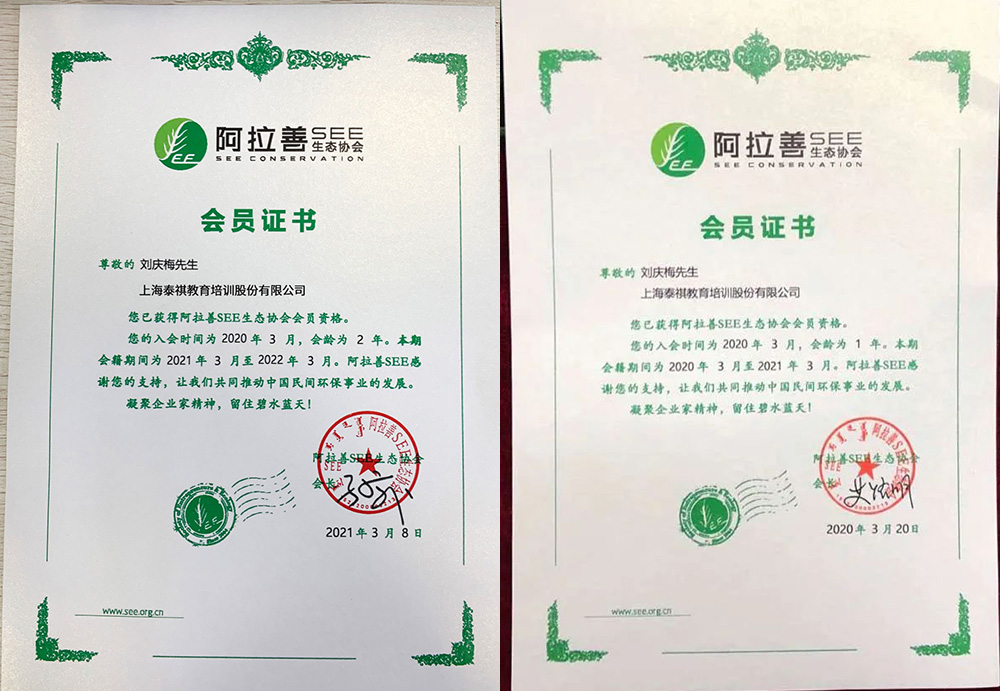 阿拉善SEE
生态协会
SEE CONSERVATION
会员证书
尊敬的 刘庆梅先生
上海泰祺教育培训股份有限公司
您已获得阿拉善SEE生态协会会员资格。
您的入会时间为 2020 年 3 月，会龄为 2 年。本期
会籍期间为 2021 年 3 月至 2022 年 3 月。阿拉善SEE感
谢您的支持，让我们共同推动中国民间环保事业的发展。
凝聚企业家精神，留住碧水蓝天！
阿拉善SEE生态协会
会长
2021 年 3 月 8 日
www.see.org.cn
阿拉善SEE
生态协会
SEE CONSERVATION
会员证书
尊敬的 刘庆梅先生
上海泰祺教育培训股份有限公司
您已获得阿拉善SEE生态协会会员资格。
您的入会时间为 2020 年 3 月，会龄为 1 年。本期
会籍期间为 2020 年 3 月至 2021 年 3 月。阿拉善SEE感
谢您的支持，让我们共同推动中国民间环保事业的发展。
凝聚企业家精神，留住碧水蓝天！
阿拉善SEE生态协会
会长
2020 年 3 月 20 日
www.see.org.cn